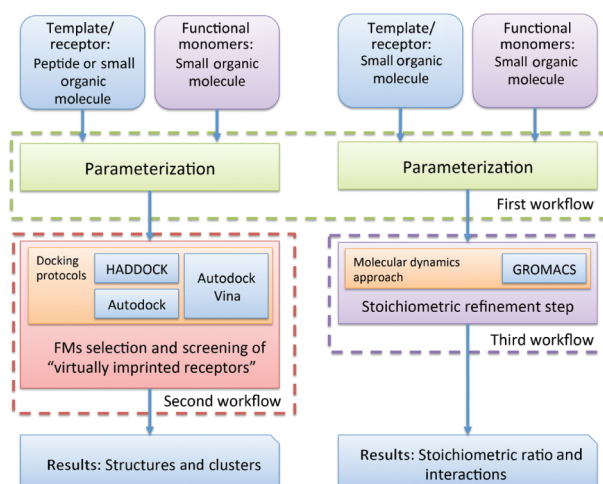 Template/
receptor:
Peptide or small
organic
molecule
Functional
monomers:
Small organic
molecule
Template/
receptor:
Small organic
molecule
Functional
monomers:
Small organic
molecule
Parameterization
Parameterization
First workflow
Docking
protocols
HADDOCK
Autodock
Autodock
Vina
FMs selection and screening of
“virtually imprinted receptors”
Second workflow
Molecular dynamics
approach
GROMACS
Stoichiometric refinement step
Third workflow
Results: Structures and clusters
Results: Stoichiometric ratio and
interactions